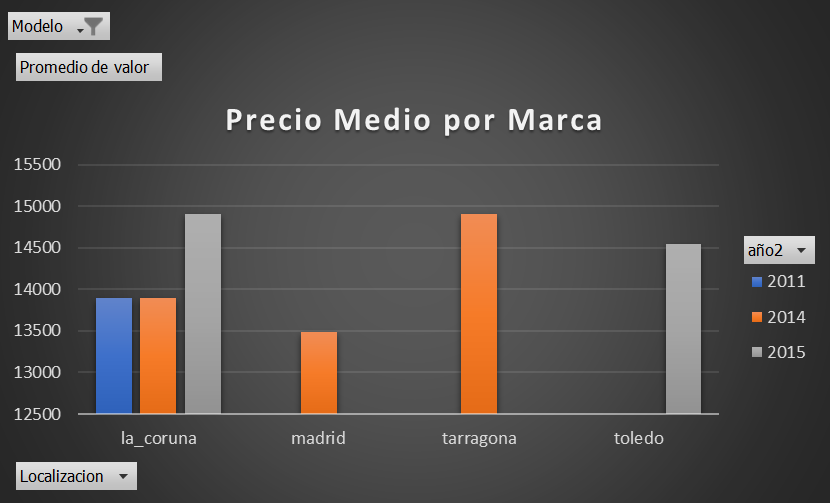 Modelo
Promedio de valor
Precio Medio por Marca
15500
15000
14500
14000
13500
13000
12500
la_coruna madrid tarragona toledo
año2
2011
2014
2015
Localizacion